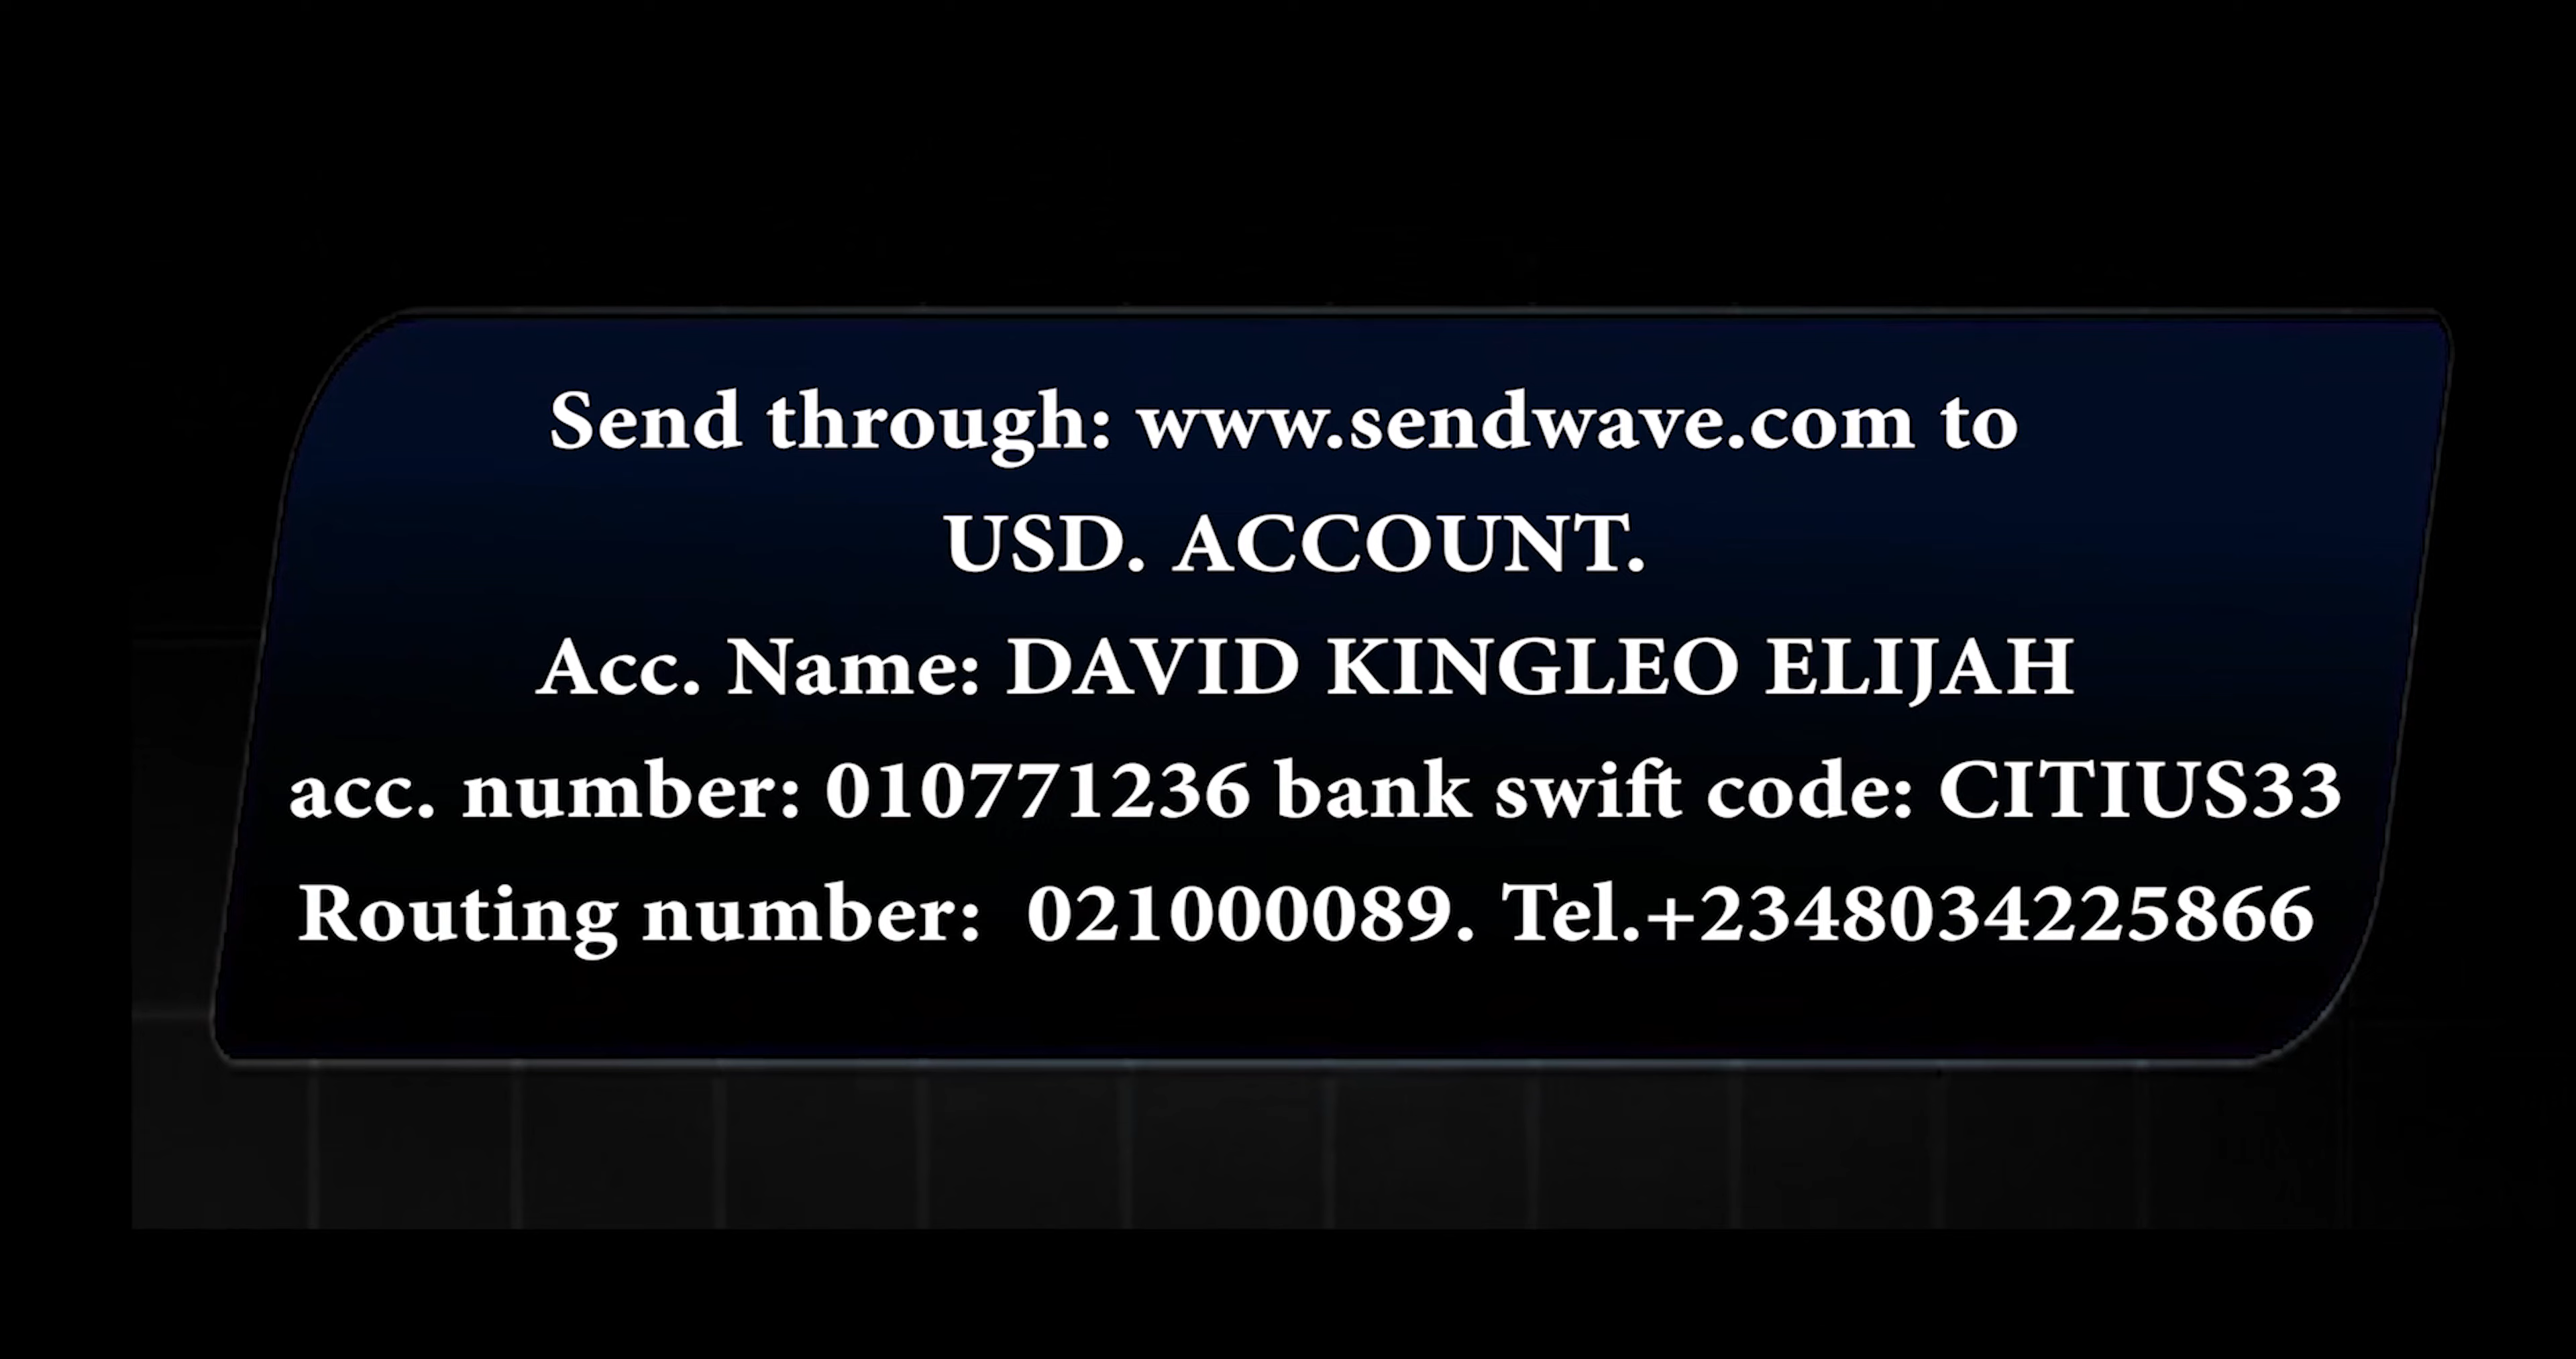 Send through: www.sendwave.com to
USD. ACCOUNT.
Acc. Name: DAVID KINGLEO ELIJAH
acc. number: 010771236 bank swift code: CITIUS33
Routing number:  021000089. Tel.+2348034225866